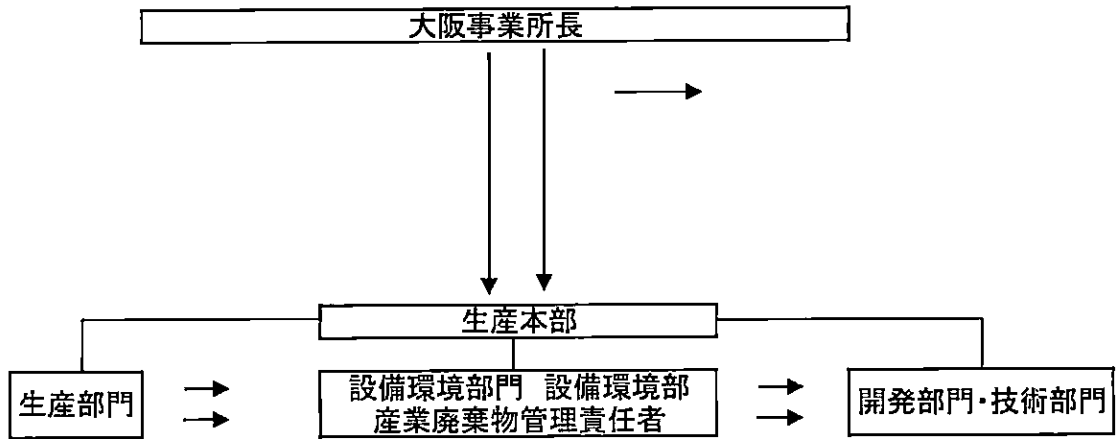 大阪事業所長
生産本部
生産部門
設備環境部門 設備環境部
産業廃棄物管理責任者
開発部門・技術部門